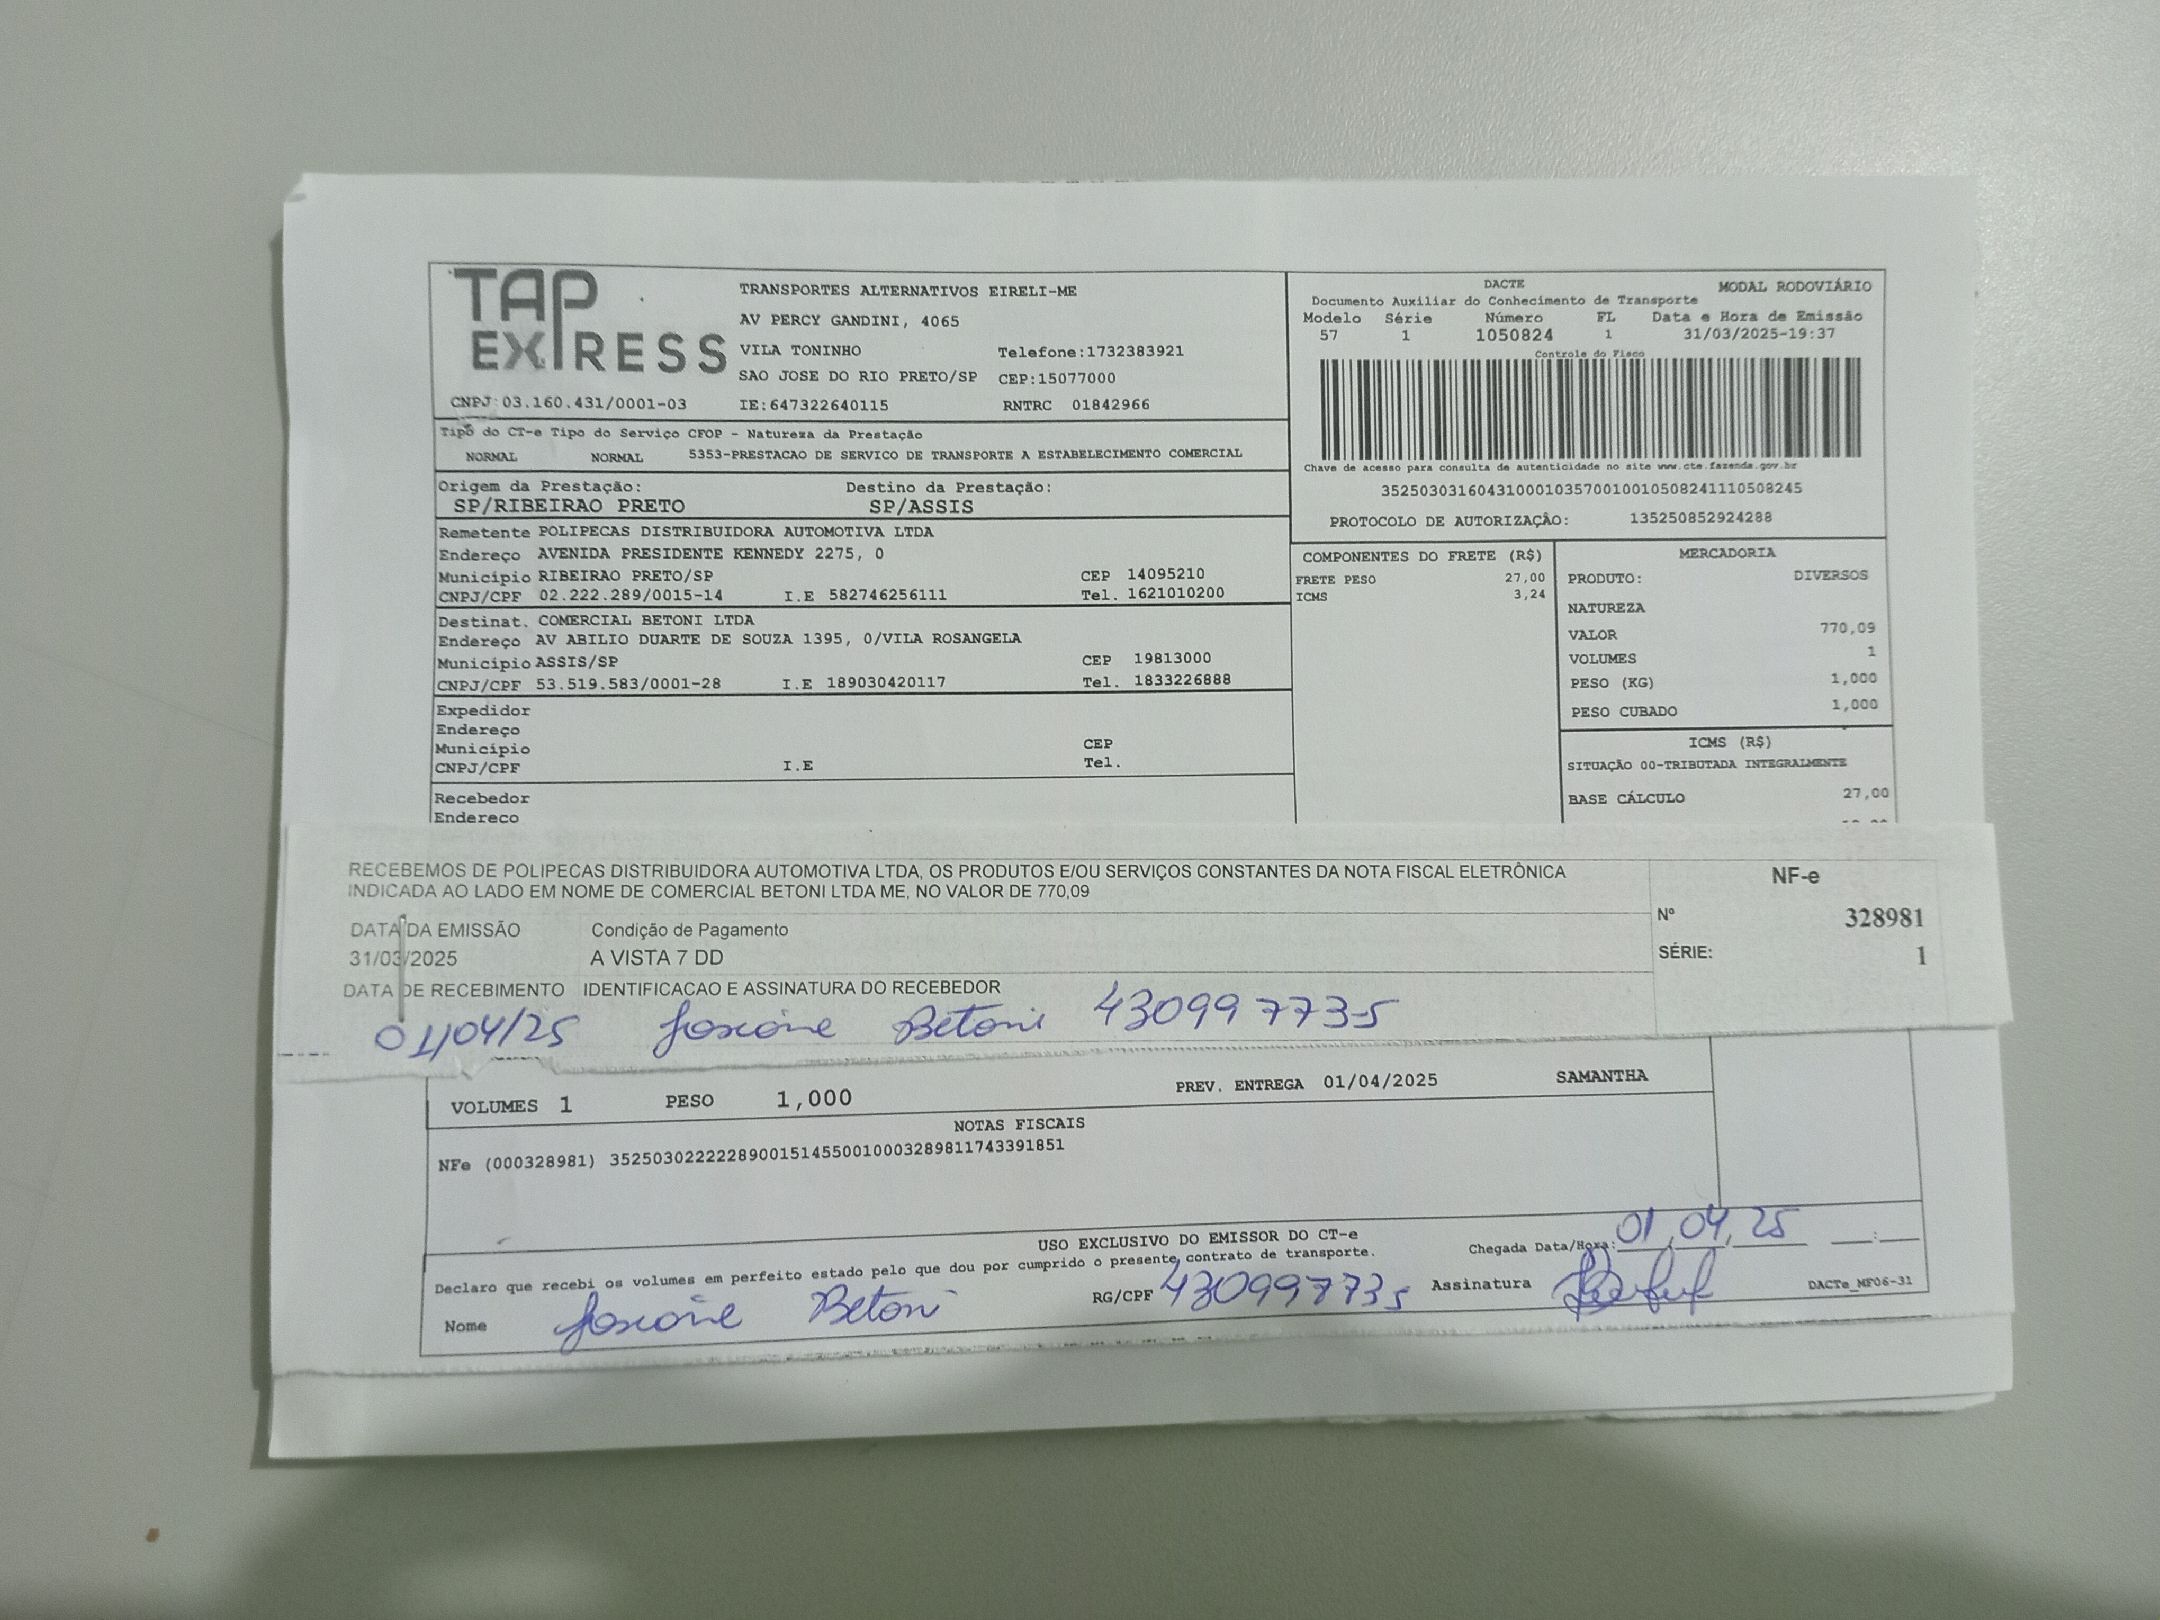 TAP EXPRESS
TRANSPORTES ALTERNATIVOS EIRELI-ME
AV PERCY GANDINI, 4065
VILA TONINHO Telefone:1732383921
SAO JOSE DO RIO PRETO/SP CEP:15077000
CNPJ:03.160.431/0001-03 IE:647322640115 RNTRC 01842966
DACTE MODAL RODOVIÁRIO
Documento Auxiliar do Conhecimento de Transporte
Modelo Série Número FL Data e Hora de Emissão
57 1 1050824 1 31/03/2025-19:37
Controle do Fisco
Chave de acesso para consulta de autenticidade no site www.cte.fazenda.gov.br
35250303160431000103570010010508241110508245
PROTOCOLO DE AUTORIZAÇÃO: 135250852924288
Tipo do CT-e Tipo do Serviço CFOP - Natureza da Prestação
NORMAL NORMAL 5353-PRESTACAO DE SERVICO DE TRANSPORTE A ESTABELECIMENTO COMERCIAL
Origem da Prestação: Destino da Prestação:
SP/RIBEIRAO PRETO SP/ASSIS
Remetente POLIPECAS DISTRIBUIDORA AUTOMOTIVA LTDA
Endereço AVENIDA PRESIDENTE KENNEDY 2275, 0
Município RIBEIRAO PRETO/SP CEP 14095210
CNPJ/CPF 02.222.289/0015-14 I.E 582746256111 Tel. 1621010200
Destinat. COMERCIAL BETONI LTDA
Endereço AV ABILIO DUARTE DE SOUZA 1395, 0/VILA ROSANGELA
Município ASSIS/SP CEP 19813000
CNPJ/CPF 53.519.583/0001-28 I.E 189030420117 Tel. 1833226888
Expedidor
Endereço
Município CEP
CNPJ/CPF I.E Tel.
Recebedor
Endereco
COMPONENTES DO FRETE (R$)
FRETE PESO 27,00
ICMS 3,24
MERCADORIA
PRODUTO: DIVERSOS
NATUREZA
VALOR 770,09
VOLUMES 1
PESO (KG) 1,000
PESO CUBADO 1,000
ICMS (R$)
SITUAÇÃO 00-TRIBUTADA INTEGRALMENTE
BASE CÁLCULO 27,00
RECEBEMOS DE POLIPECAS DISTRIBUIDORA AUTOMOTIVA LTDA, OS PRODUTOS E/OU SERVIÇOS CONSTANTES DA NOTA FISCAL ELETRÔNICA
INDICADA AO LADO EM NOME DE COMERCIAL BETONI LTDA ME, NO VALOR DE 770,09
DATA DA EMISSÃO Condição de Pagamento
31/03/2025 A VISTA 7 DD
DATA DE RECEBIMENTO IDENTIFICACAO E ASSINATURA DO RECEBEDOR
01/04/25 Betoni 430997735
NF-e
Nº 328981
SÉRIE: 1
VOLUMES 1 PESO 1,000 PREV. ENTREGA 01/04/2025 SAMANTHA
NOTAS FISCAIS
NFe (000328981) 35250302222289001514550010003289811743391851
USO EXCLUSIVO DO EMISSOR DO CT-e
Declaro que recebi os volumes em perfeito estado pelo que dou por cumprido o presente contrato de transporte.
Chegada Data/Hora: 01, 04, 25 __:__
Nome Betoni RG/CPF 430997735 Assinatura
DACTe_MF06-31